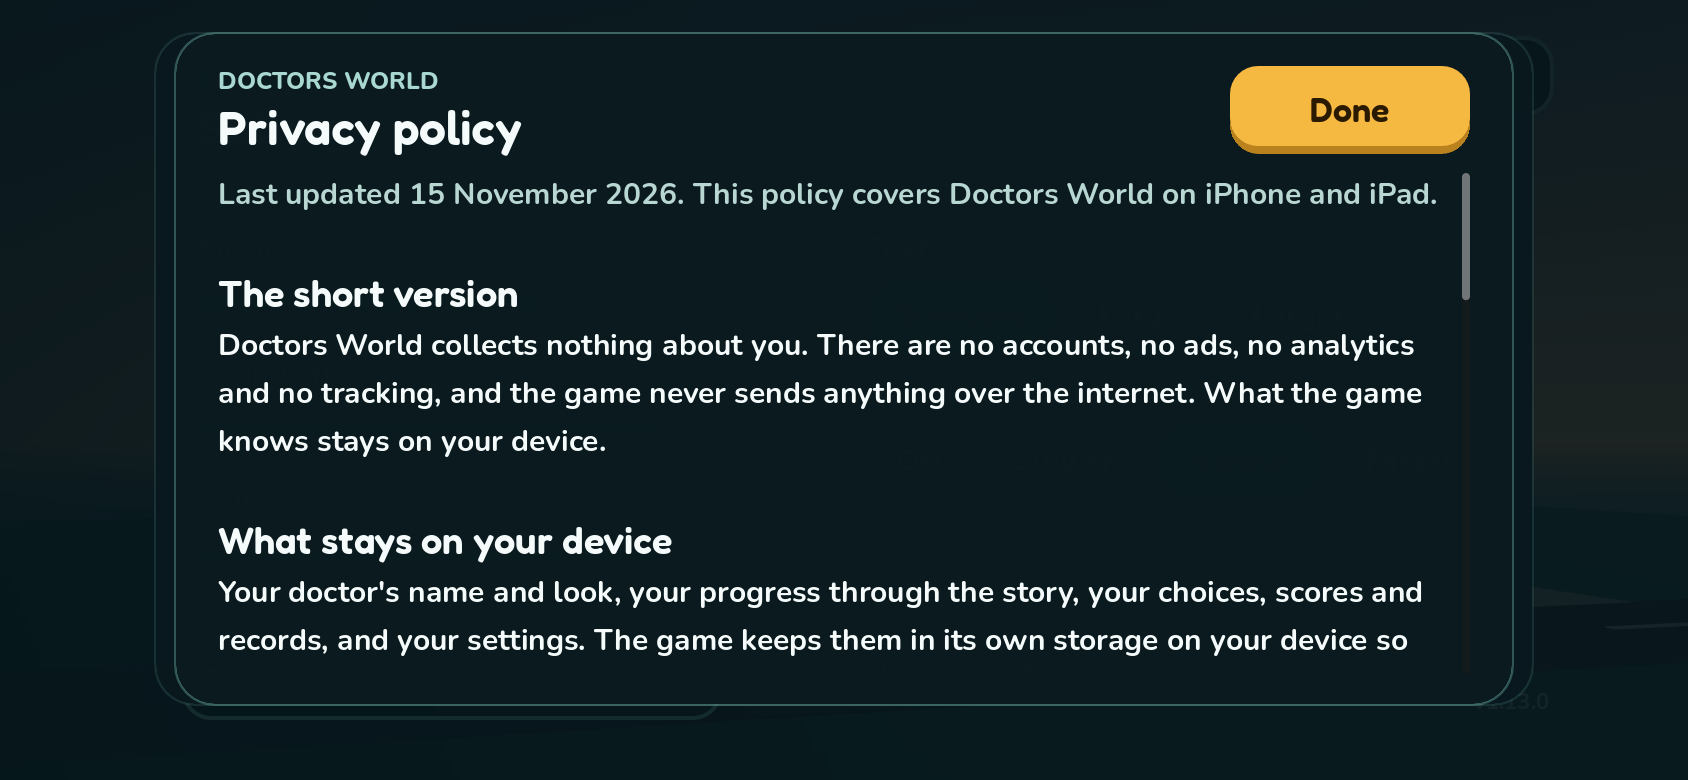 DOCTORS WORLD
Privacy policy
Done
Last updated 15 November 2026. This policy covers Doctors World on iPhone and iPad.
The short version
Doctors World collects nothing about you. There are no accounts, no ads, no analytics
and no tracking, and the game never sends anything over the internet. What the game
knows stays on your device.
What stays on your device
Your doctor's name and look, your progress through the story, your choices, scores and
records, and your settings. The game keeps them in its own storage on your device so